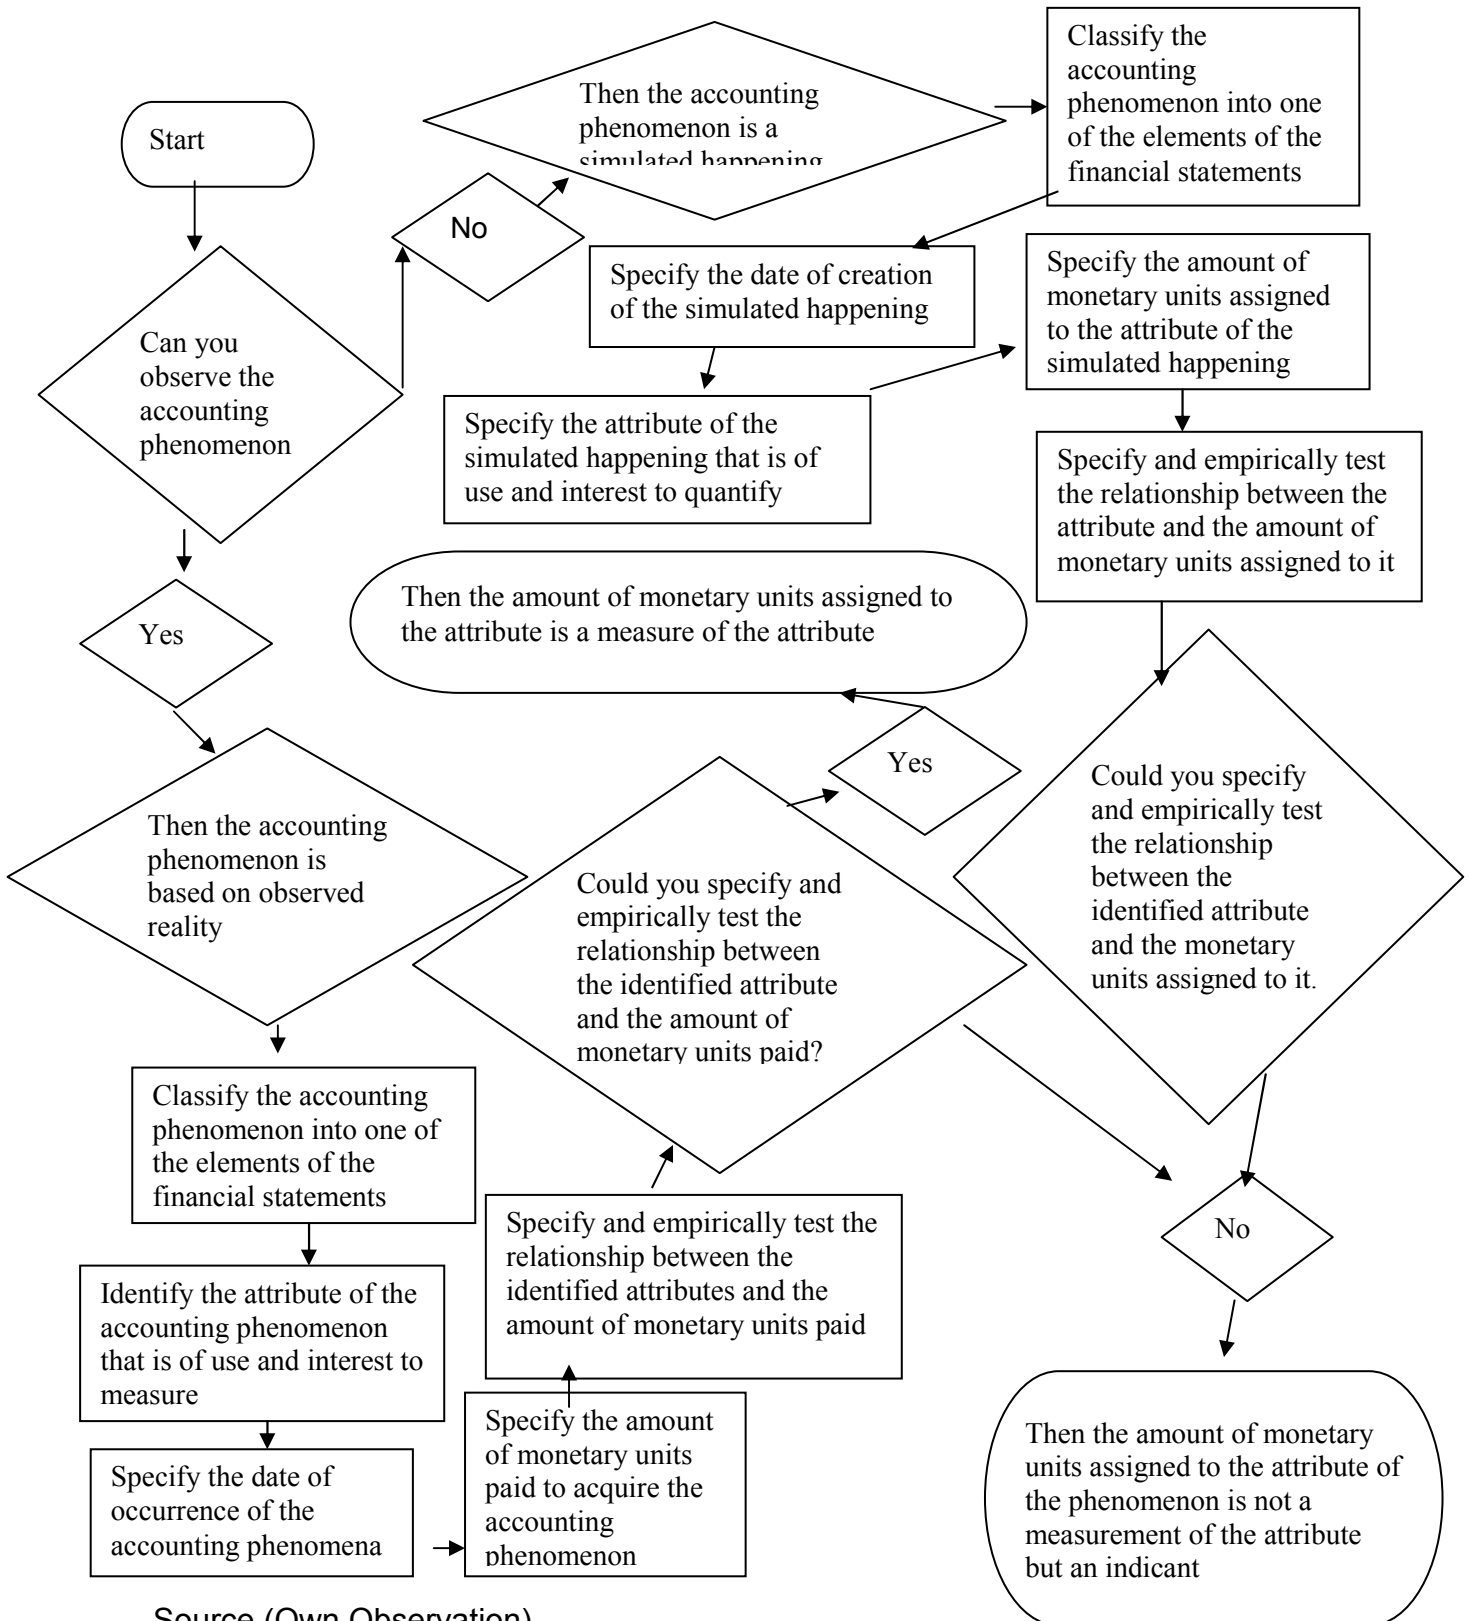 Start
Can you
observe the
accounting
phenomenon
No
Then the accounting
phenomenon is a
simulated happening
Classify the
accounting
phenomenon into one
of the elements of the
financial statements
Specify the date of creation
of the simulated happening
Specify the attribute of the
simulated happening that is of
use and interest to quantify
Specify the amount of
monetary units assigned
to the attribute of the
simulated happening
Specify and empirically test
the relationship between the
attribute and the amount of
monetary units assigned to it
Could you specify
and empirically test
the relationship
between the
identified attribute
and the monetary
units assigned to it.
Yes
Then the accounting
phenomenon is
based on observed
reality
Classify the accounting
phenomenon into one of
the elements of the
financial statements
Identify the attribute of the
accounting phenomenon
that is of use and interest to
measure
Specify the date of
occurrence of the
accounting phenomena
Specify the amount
of monetary units
paid to acquire the
accounting
phenomenon
Specify and empirically test the
relationship between the
identified attributes and the
amount of monetary units paid
Could you specify and
empirically test the
relationship between
the identified attribute
and the amount of
monetary units paid?
Yes
Then the amount of monetary units assigned to
the attribute is a measure of the attribute
No
Then the amount of monetary
units assigned to the attribute of
the phenomenon is not a
measurement of the attribute
but an indicant
Source (Own Observation)